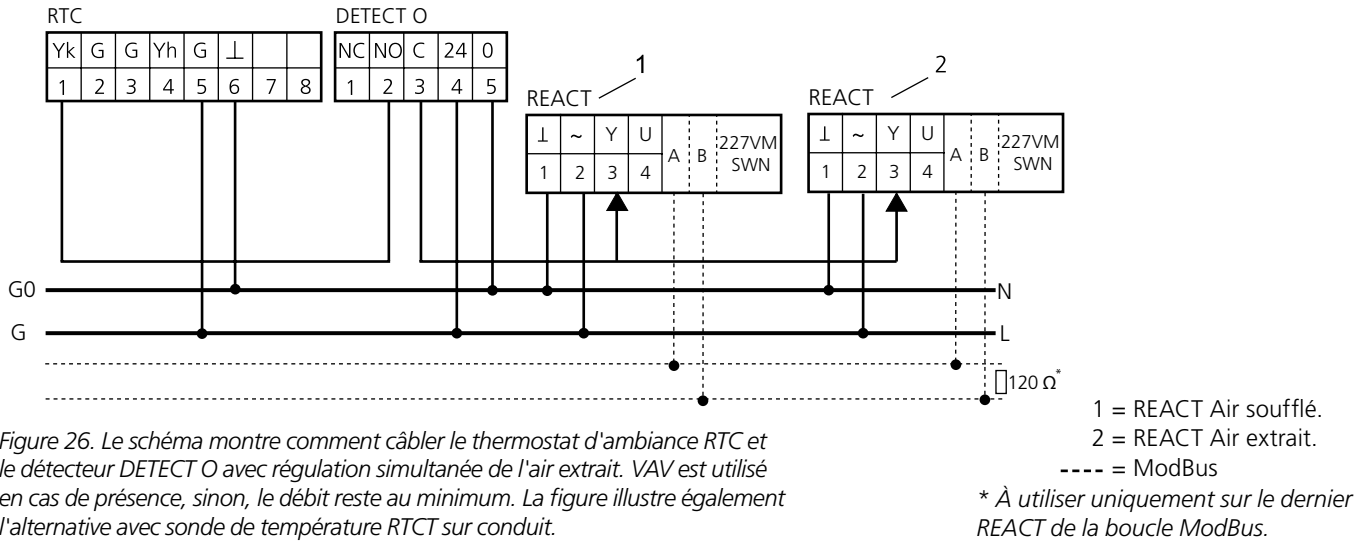 RTC
DETECT O
Yk G G Yh G ⊥
1 2 3 4 5 6 7 8
NC NO C 24 0
1 2 3 4 5
1
2
REACT
⊥ ~ Y U A B 227VM
1 2 3 4 SWN
REACT
⊥ ~ Y U A B 227VM
1 2 3 4 SWN
G0
N
G
L
120 Ω*
1 = REACT Air soufflé.
2 = REACT Air extrait.
---- = ModBus
* À utiliser uniquement sur le dernier
REACT de la boucle ModBus.
Figure 26. Le schéma montre comment câbler le thermostat d'ambiance RTC et
le détecteur DETECT O avec régulation simultanée de l'air extrait. VAV est utilisé
en cas de présence, sinon, le débit reste au minimum. La figure illustre également
l'alternative avec sonde de température RTCT sur conduit.